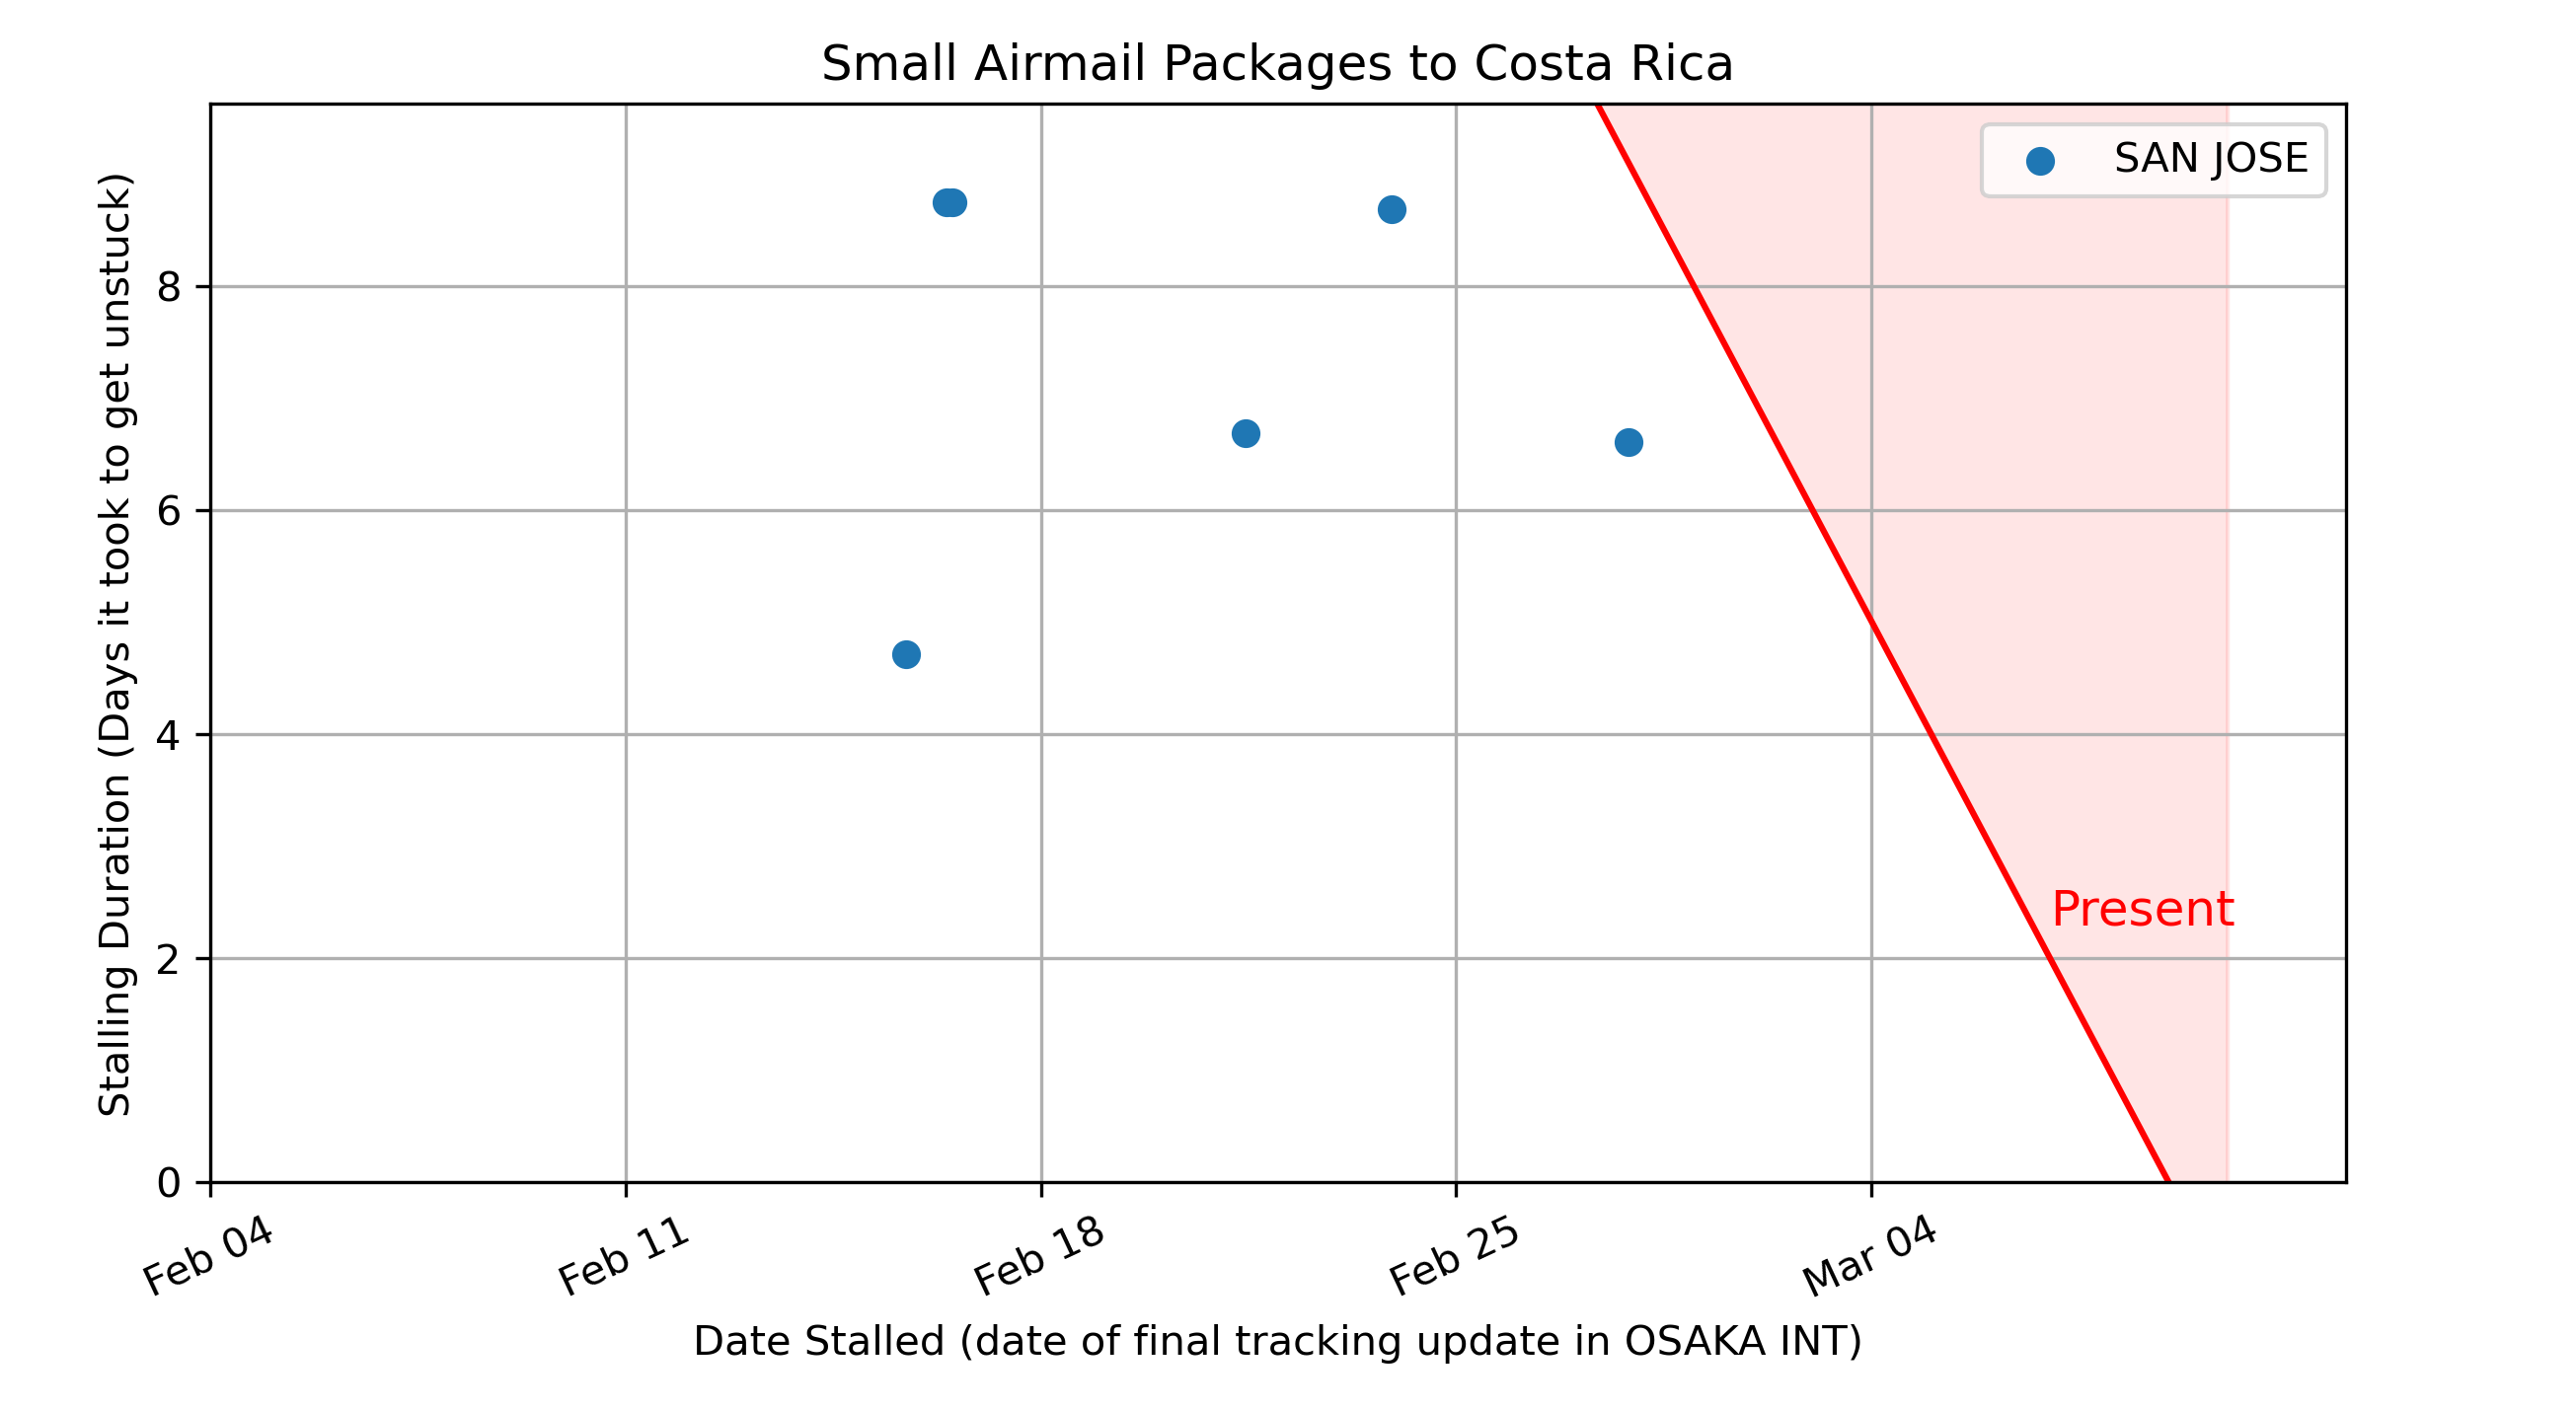 Small Airmail Packages to Costa Rica
SAN JOSE
Stalling Duration (Days it took to get unstuck)
8
6
4
2
0
Present
Feb 04
Feb 11
Feb 18
Feb 25
Mar 04
Date Stalled (date of final tracking update in OSAKA INT)